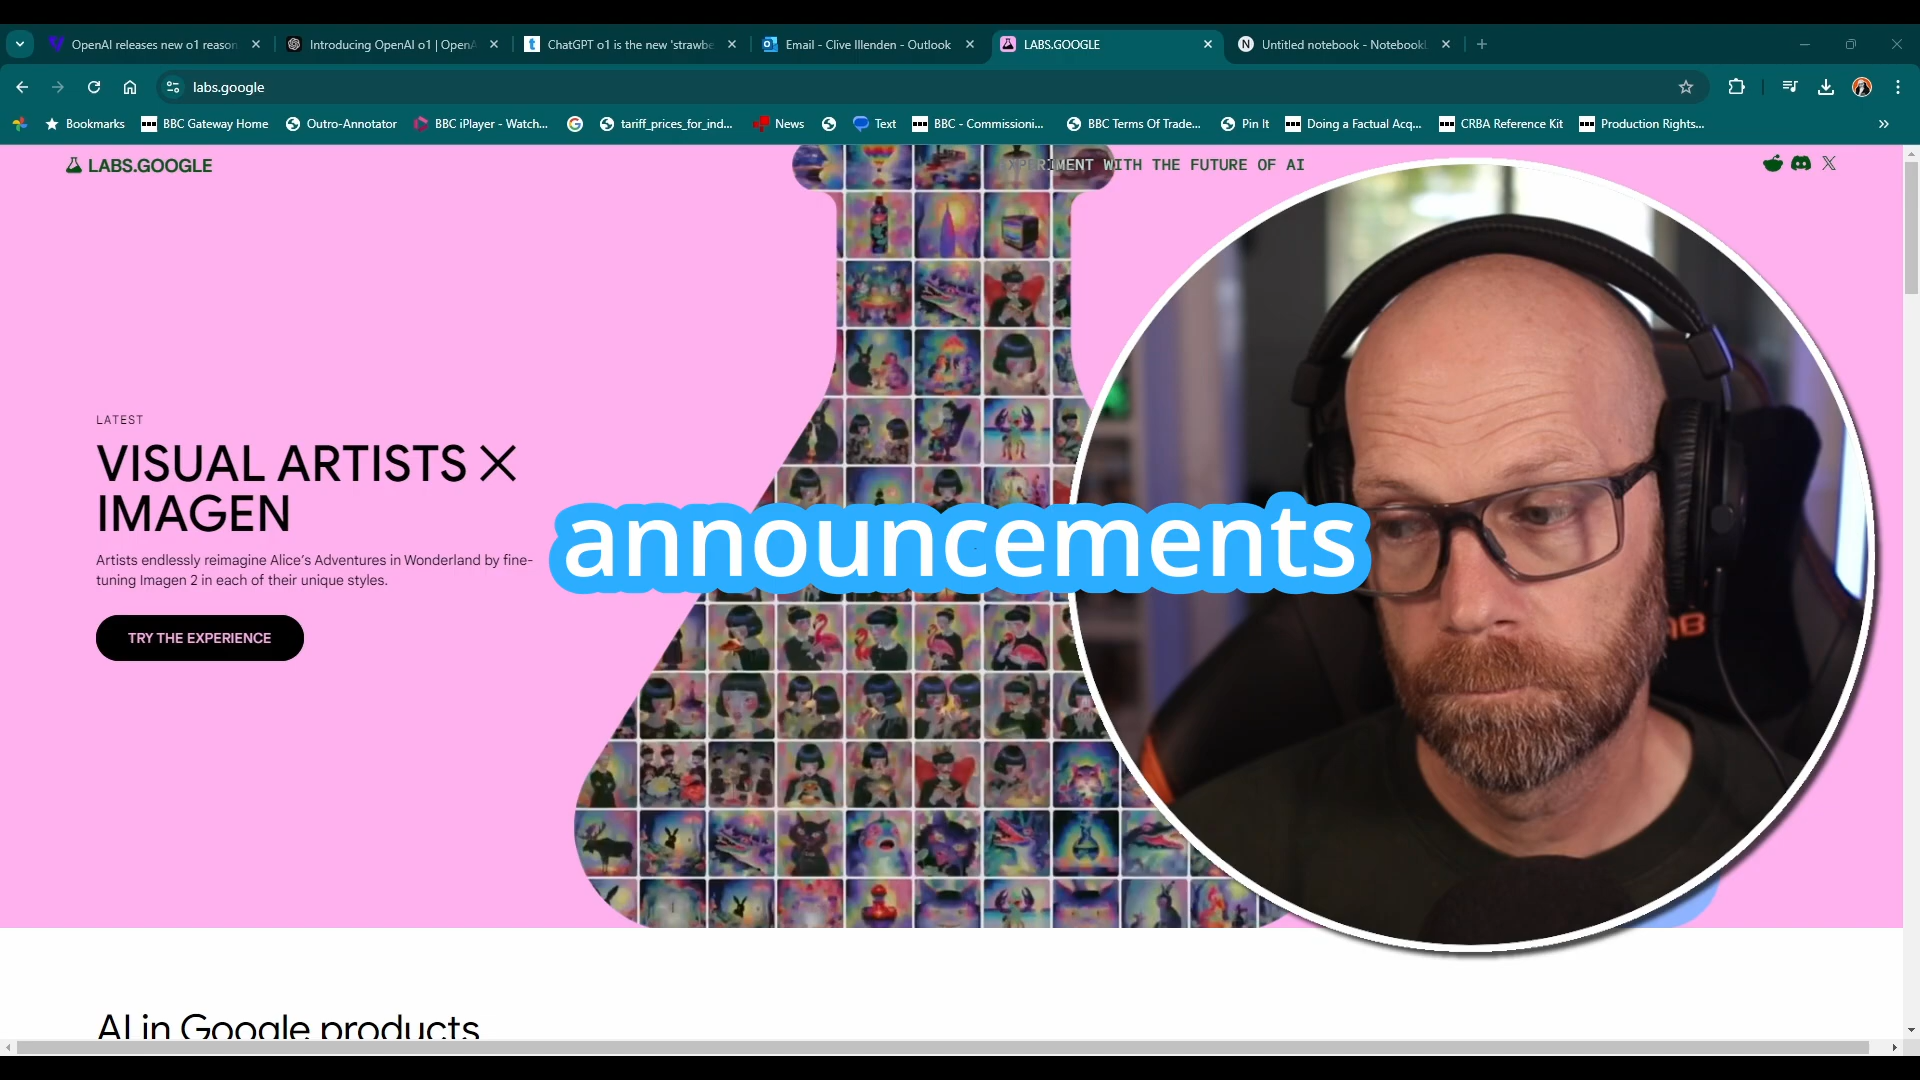 OpenAI releases new o1 reason
Introducing OpenAI o1 | OpenA
ChatGPT o1 is the new 'strawbe
Email - Clive Illenden - Outlook
LABS.GOOGLE
Untitled notebook - Notebook
labs.google
Bookmarks
BBC Gateway Home
Outro-Annotator
BBC iPlayer - Watch...
tariff_prices_for_ind...
News
Text
BBC - Commissioni...
BBC Terms Of Trade...
Pin It
Doing a Factual Acq...
CRBA Reference Kit
Production Rights...
LABS.GOOGLE
EXPERIMENT WITH THE FUTURE OF AI
LATEST
VISUAL ARTISTS ×
IMAGEN
Artists endlessly reimagine Alice's Adventures in Wonderland by fine-
tuning Imagen 2 in each of their unique styles.
TRY THE EXPERIENCE
announcements
AI in Google products